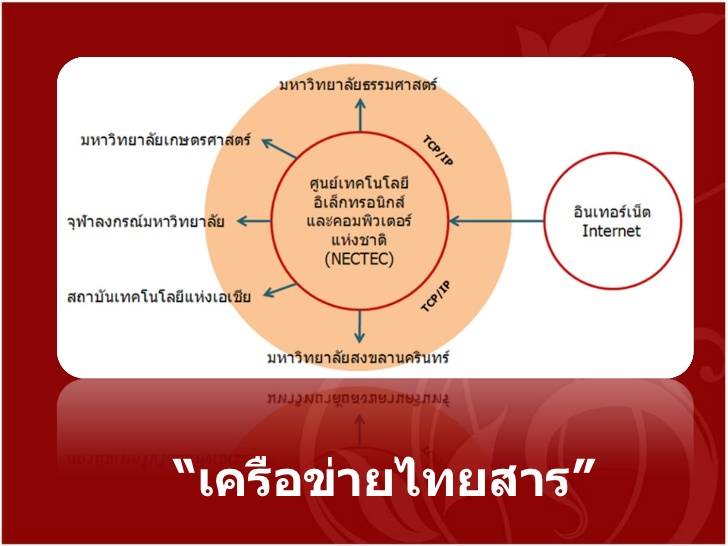 มหาวิทยาลัยธรรมศาสตร์
TCP/IP
มหาวิทยาลัยเกษตรศาสตร์
ศูนย์เทคโนโลยี
อิเล็กทรอนิกส์
และคอมพิวเตอร์
แห่งชาติ
(NECTEC)
จุฬาลงกรณ์มหาวิทยาลัย
อินเทอร์เน็ต
Internet
สถาบันเทคโนโลยีแห่งเอเชีย
TCP/IP
มหาวิทยาลัยสงขลานครินทร์
“เครือข่ายไทยสาร”